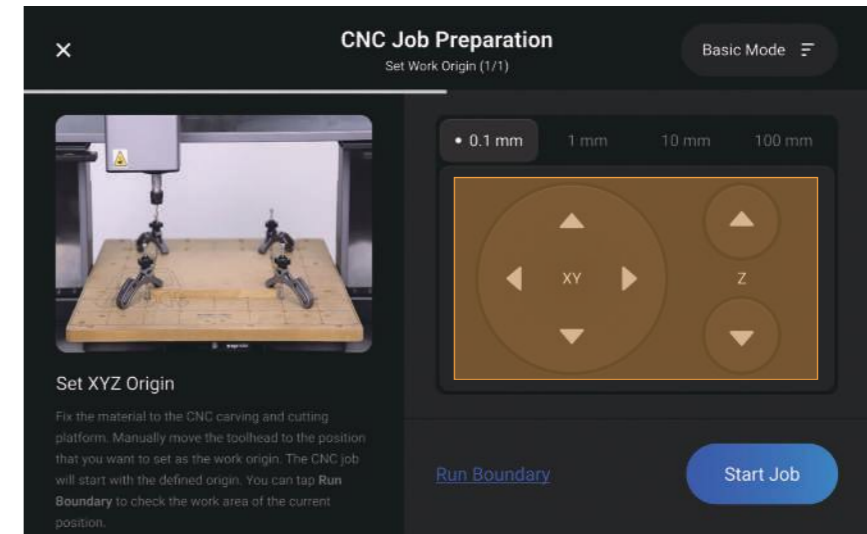 CNC Job Preparation
Set Work Origin (1/1)
Basic Mode
0.1 mm
1 mm
10 mm
100 mm
XY
Z
Set XYZ Origin
Fix the material to the CNC carving and cutting
platform. Manually move the toolhead to the position
that you want to set as the work origin. The CNC job
will start with the defined origin. You can tap Run
Boundary to check the work area of the current
position.
Run Boundary
Start Job